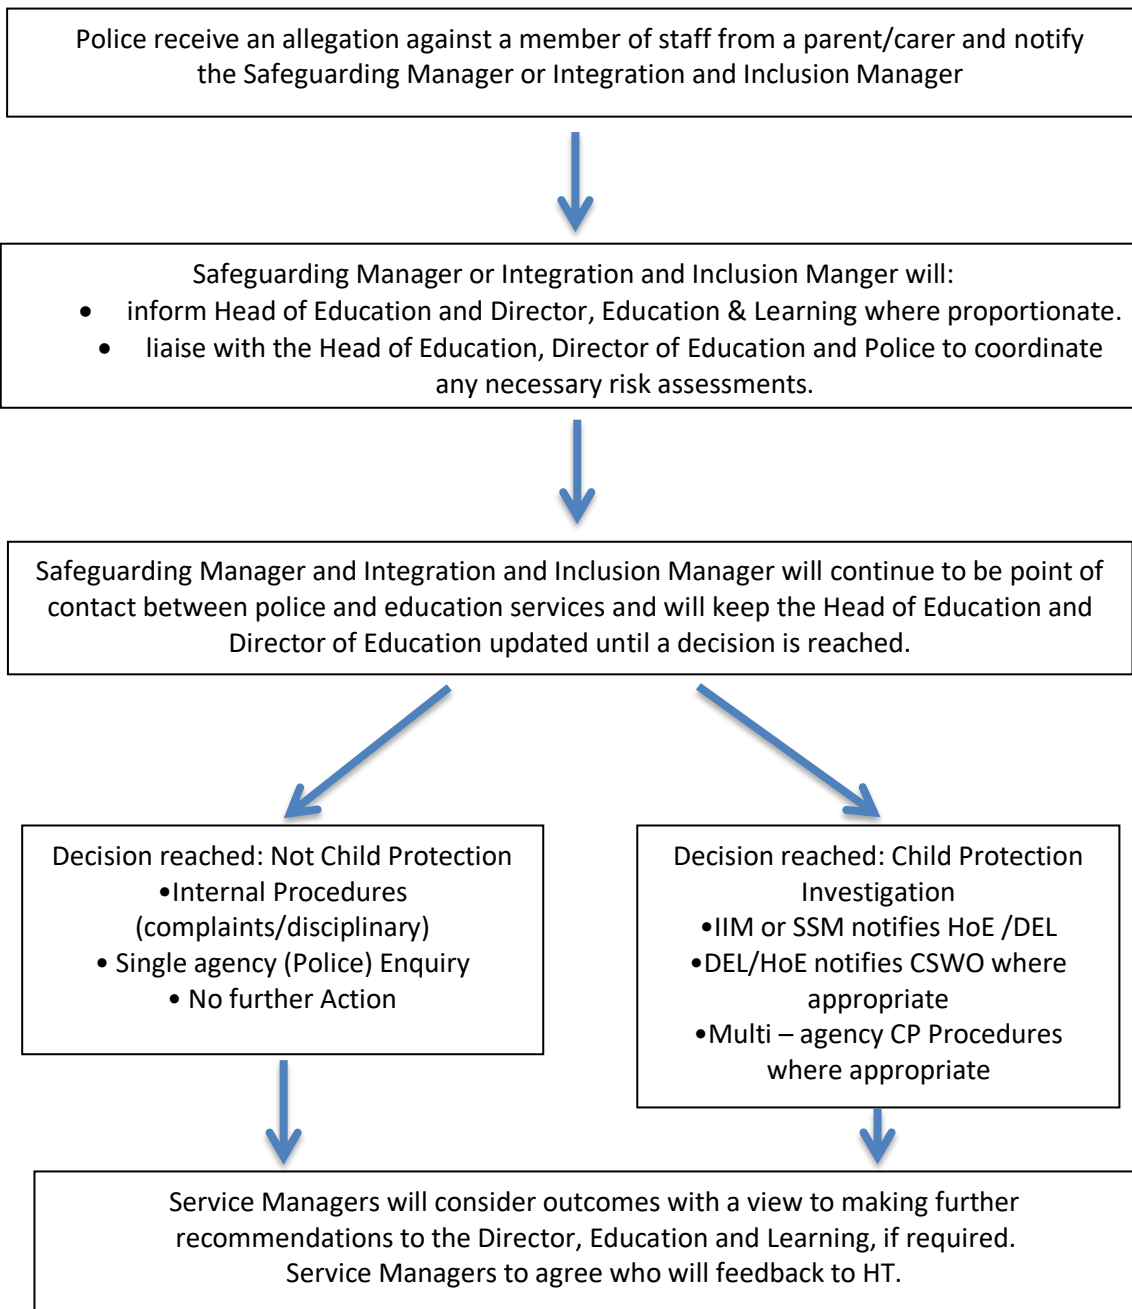 Police receive an allegation against a member of staff from a parent/carer and notify
the Safeguarding Manager or Integration and Inclusion Manager
Safeguarding Manager or Integration and Inclusion Manger will:
• inform Head of Education and Director, Education & Learning where proportionate.
• liaise with the Head of Education, Director of Education and Police to coordinate
any necessary risk assessments.
Safeguarding Manager and Integration and Inclusion Manager will continue to be point of
contact between police and education services and will keep the Head of Education and
Director of Education updated until a decision is reached.
Decision reached: Not Child Protection
•Internal Procedures
(complaints/disciplinary)
• Single agency (Police) Enquiry
• No further Action
Decision reached: Child Protection
Investigation
•IIM or SSM notifies HoE /DEL
•DEL/HoE notifies CSWO where
appropriate
•Multi – agency CP Procedures
where appropriate
Service Managers will consider outcomes with a view to making further
recommendations to the Director, Education and Learning, if required.
Service Managers to agree who will feedback to HT.